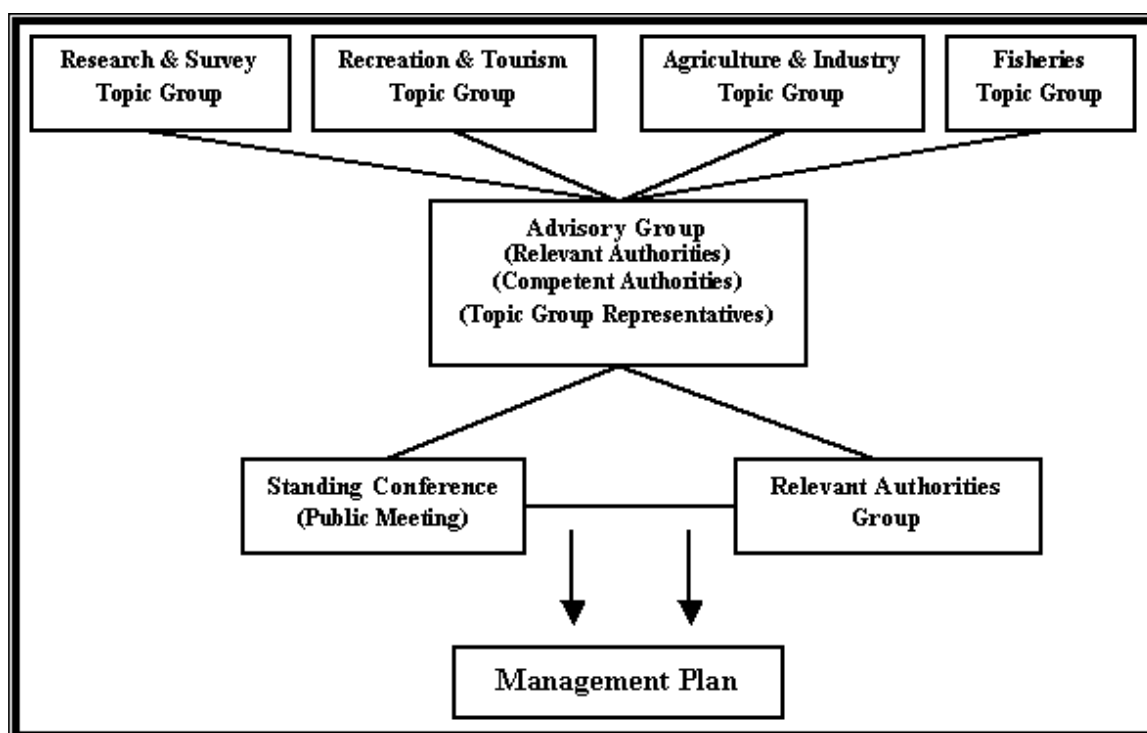 Research & Survey
Topic Group
Recreation & Tourism
Topic Group
Agriculture & Industry
Topic Group
Fisheries
Topic Group
Advisory Group
(Relevant Authorities)
(Competent Authorities)
(Topic Group Representatives)
Standing Conference
(Public Meeting)
Relevant Authorities
Group
Management Plan